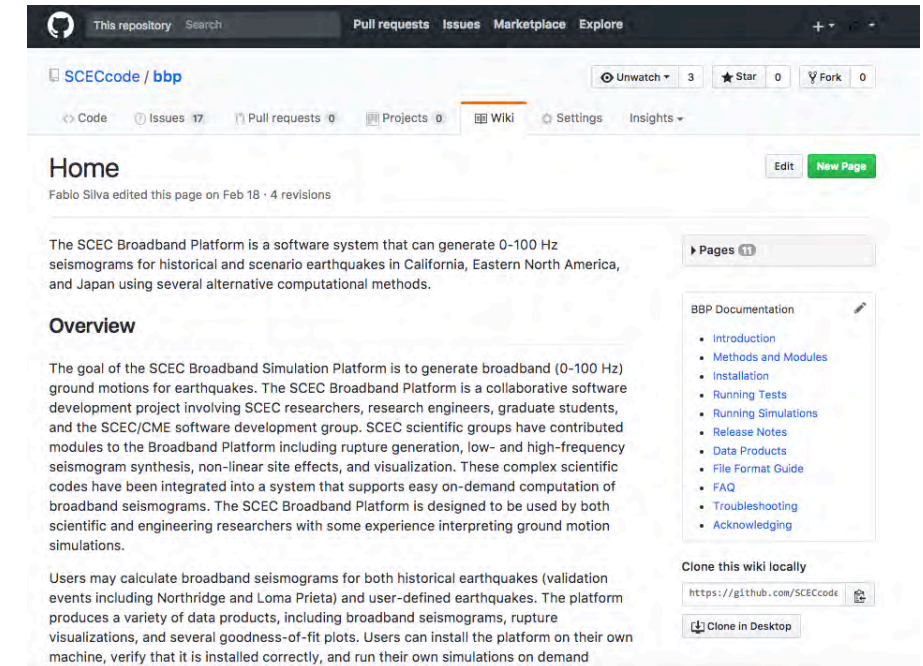 This repository Search Pull requests Issues Marketplace Explore
SCECcode / bbp
Unwatch 3 Star 0 Fork 0
Code Issues 17 Pull requests 0 Projects 0 Wiki Settings Insights
Home
Edit New Page
Fabio Silva edited this page on Feb 18 · 4 revisions
The SCEC Broadband Platform is a software system that can generate 0-100 Hz
seismograms for historical and scenario earthquakes in California, Eastern North America,
and Japan using several alternative computational methods.
Overview
The goal of the SCEC Broadband Simulation Platform is to generate broadband (0-100 Hz)
ground motions for earthquakes. The SCEC Broadband Platform is a collaborative software
development project involving SCEC researchers, research engineers, graduate students,
and the SCEC/CME software development group. SCEC scientific groups have contributed
modules to the Broadband Platform including rupture generation, low- and high-frequency
seismogram synthesis, non-linear site effects, and visualization. These complex scientific
codes have been integrated into a system that supports easy on-demand computation of
broadband seismograms. The SCEC Broadband Platform is designed to be used by both
scientific and engineering researchers with some experience interpreting ground motion
simulations.
Users may calculate broadband seismograms for both historical earthquakes (validation
events including Northridge and Loma Prieta) and user-defined earthquakes. The platform
produces a variety of data products, including broadband seismograms, rupture
visualizations, and several goodness-of-fit plots. Users can install the platform on their own
machine, verify that it is installed correctly, and run their own simulations on demand
Pages 11
BBP Documentation
Introduction
Methods and Modules
Installation
Running Tests
Running Simulations
Release Notes
Data Products
File Format Guide
FAQ
Troubleshooting
Acknowledging
Clone this wiki locally
https://github.com/SCECcode
Clone in Desktop